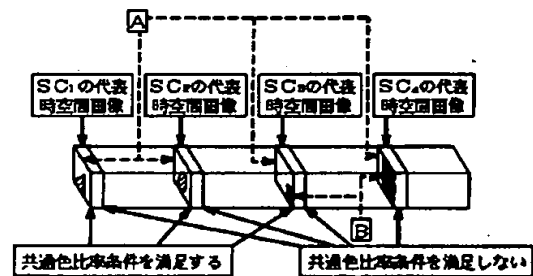 A
SC₁の代表
時空間画像
SC₂の代表
時空間画像
SC₃の代表
時空間画像
SC₄の代表
時空間画像
B
共通色比率条件を満足する
共通色比率条件を満足しない